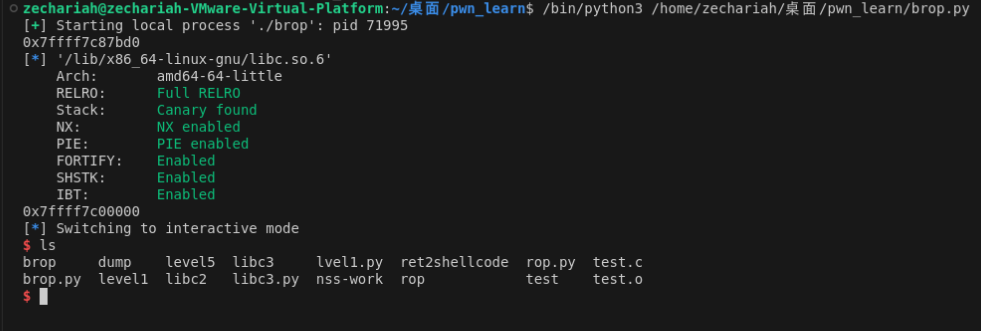 zechariah@zechariah-VMware-Virtual-Platform:~/桌面/pwn_learn$ /bin/python3 /home/zechariah/桌面/pwn_learn/brop.py
[+] Starting local process './brop': pid 71995
0x7ffff7c87bd0
[*] '/lib/x86_64-linux-gnu/libc.so.6'
    Arch:       amd64-64-little
    RELRO:      Full RELRO
    Stack:      Canary found
    NX:         NX enabled
    PIE:        PIE enabled
    FORTIFY:    Enabled
    SHSTK:      Enabled
    IBT:        Enabled
0x7ffff7c00000
[*] Switching to interactive mode
$ ls
brop     dump    level5  libc3     lvel1.py  ret2shellcode  rop.py  test.c
brop.py  level1  libc2   libc3.py  nss-work  rop            test    test.o
$